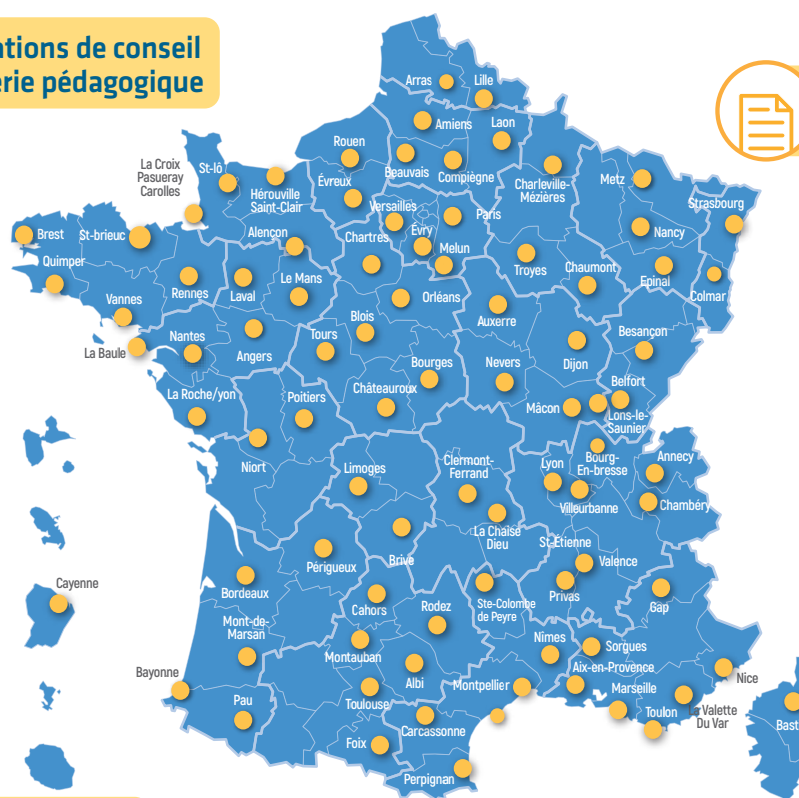 ations de conseil
erie pédagogique
Arras
Lille
Amiens
Laon
Rouen
Beauvais
Compiègne
Charleville-
Mézières
Metz
Strasbourg
La Croix
Pasueray
Carolles
St-lô
Hérouville
Saint-Clair
Évreux
Versailles
Paris
Nancy
Brest
St-brieuc
Alençon
Chartres
Évry
Melun
Quimper
Troyes
Chaumont
Epinal
Colmar
Vannes
Rennes
Laval
Le Mans
Orléans
Auxerre
Blois
Besançon
Nantes
La Baule
Angers
Tours
Bourges
Nevers
Dijon
Belfort
La Roche/yon
Poitiers
Châteauroux
Mâcon
Lons-le-
Saunier
Niort
Limoges
Clermont-
Ferrand
Lyon
Bourg-
En-bresse
Annecy
Villeurbanne
Chambéry
La Chaise
Dieu
St-Étienne
Brive
Périgueux
Valence
Cayenne
Bordeaux
Privas
Gap
Cahors
Rodez
Ste-Colombe
de Peyre
Mont-de-
Marsan
Montauban
Nimes
Sorgues
Bayonne
Albi
Aix-en-Provence
Nice
Pau
Toulouse
Montpellier
Marseille
Toulon
La Valette
Du Var
Bast
Carcassonne
Foix
Perpignan